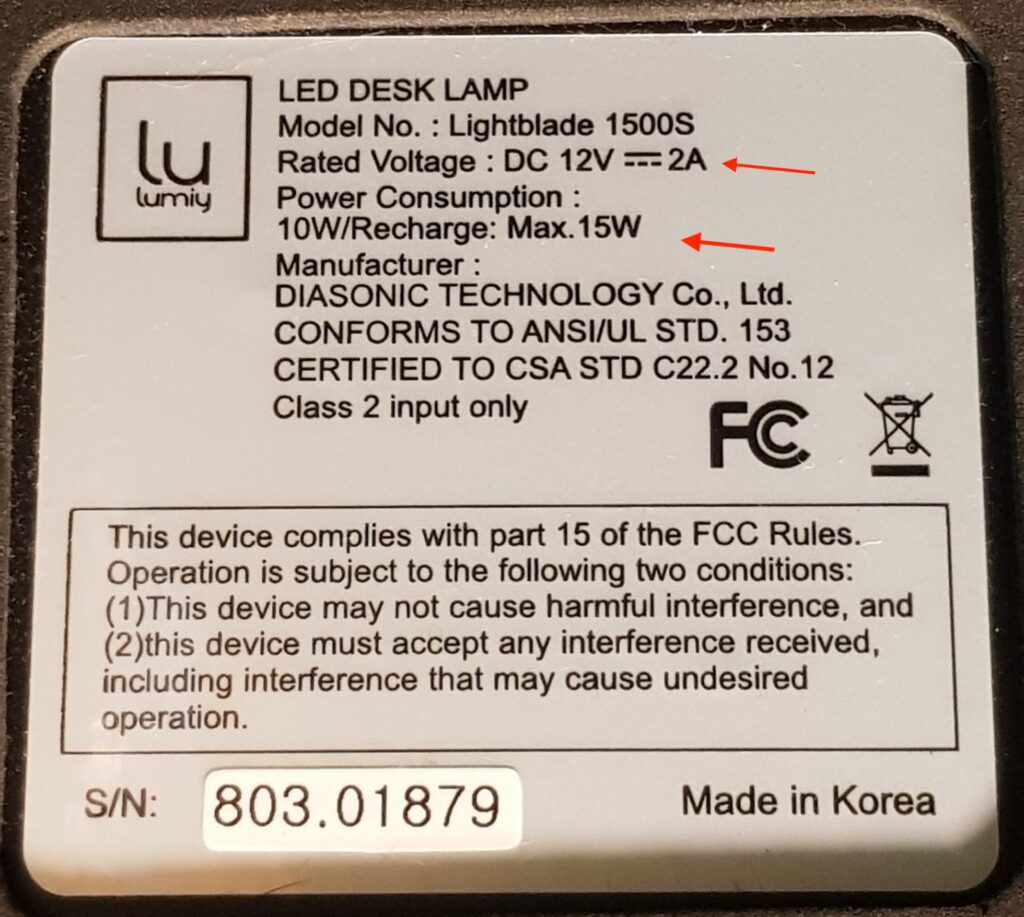 lu
lumiy
LED DESK LAMP
Model No. : Lightblade 1500S
Rated Voltage : DC 12V ⎓ 2A
Power Consumption :
10W/Recharge: Max.15W
Manufacturer :
DIASONIC TECHNOLOGY Co., Ltd.
CONFORMS TO ANSI/UL STD. 153
CERTIFIED TO CSA STD C22.2 No.12
Class 2 input only
FC
This device complies with part 15 of the FCC Rules.
Operation is subject to the following two conditions:
(1)This device may not cause harmful interference, and
(2)this device must accept any interference received,
including interference that may cause undesired
operation.
S/N: 803.01879
Made in Korea